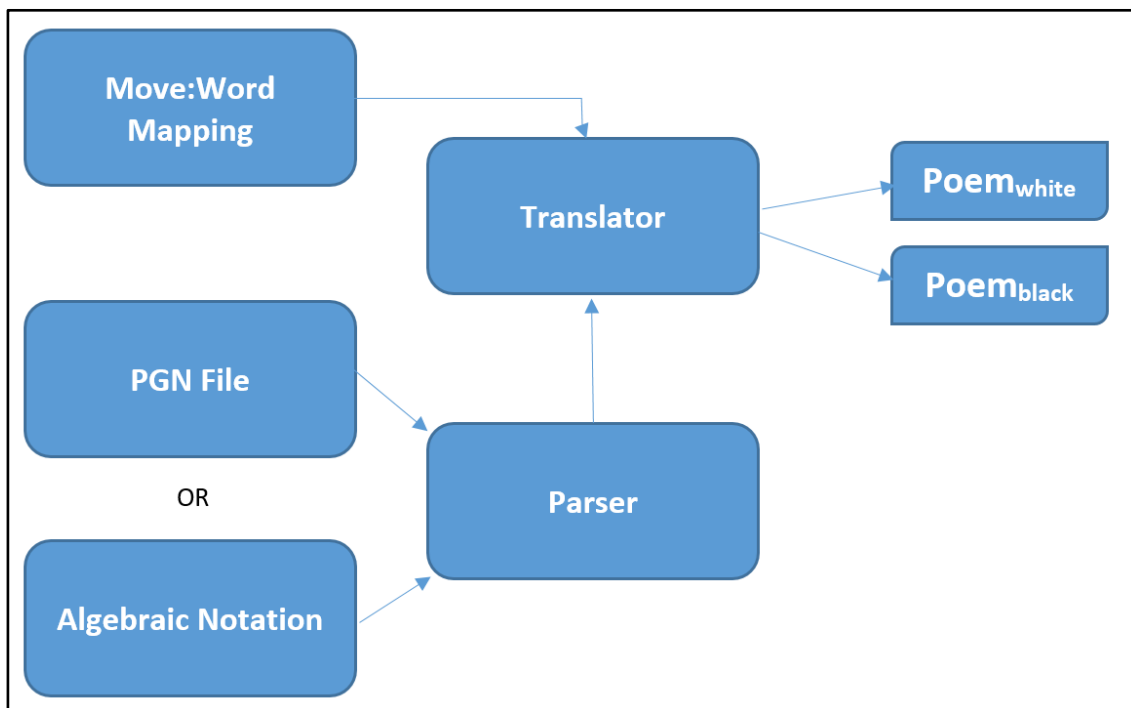 Move:Word
Mapping
Translator
Poemwhite
Poemblack
PGN File
OR
Parser
Algebraic Notation